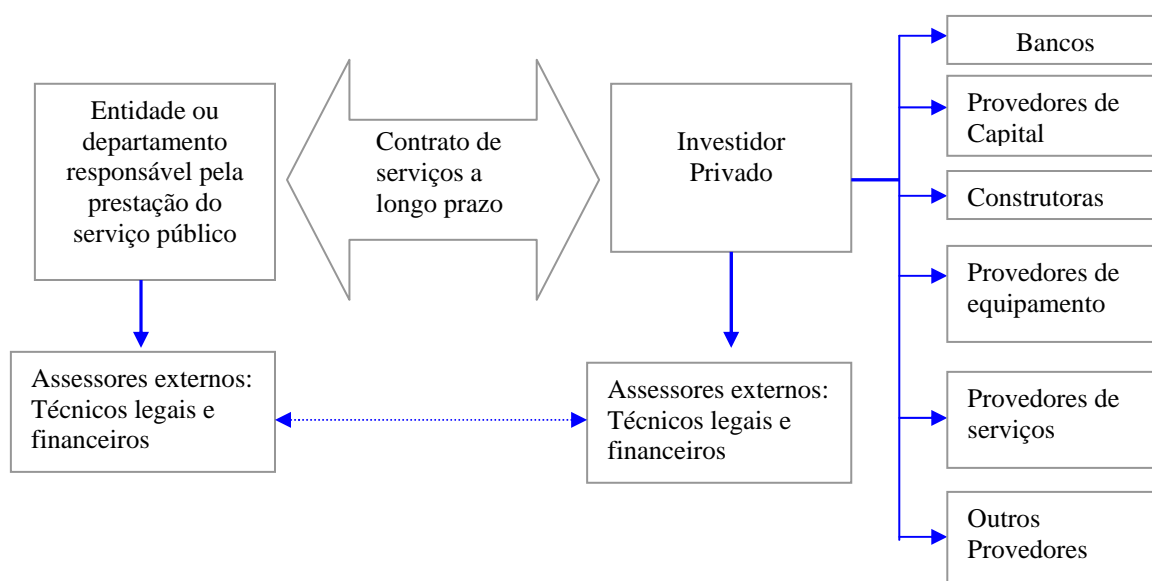 Entidade ou
departamento
responsável pela
prestação do
serviço público
Contrato de
serviços a
longo prazo
Investidor
Privado
Bancos
Provedores de
Capital
Construtoras
Provedores de
equipamento
Provedores de
serviços
Outros
Provedores
Assessores externos:
Técnicos legais e
financeiros
Assessores externos:
Técnicos legais e
financeiros